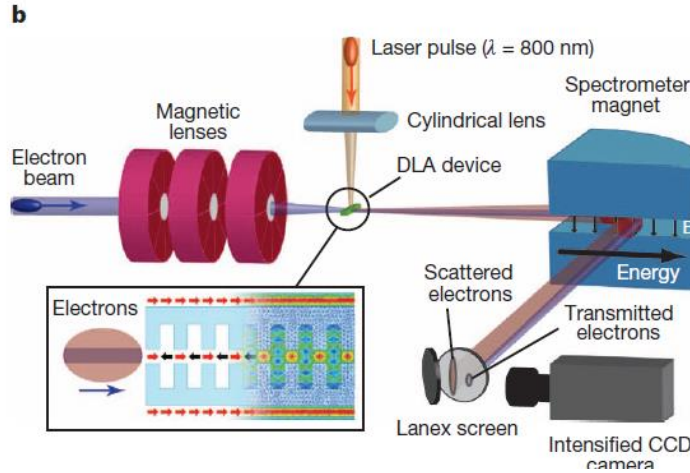 b
Laser pulse (λ = 800 nm)
Spectrometer
magnet
Magnetic
lenses
Cylindrical lens
Electron
beam
DLA device
B
Energy
Electrons
Scattered
electrons
Transmitted
electrons
Lanex screen
Intensified CCD
camera